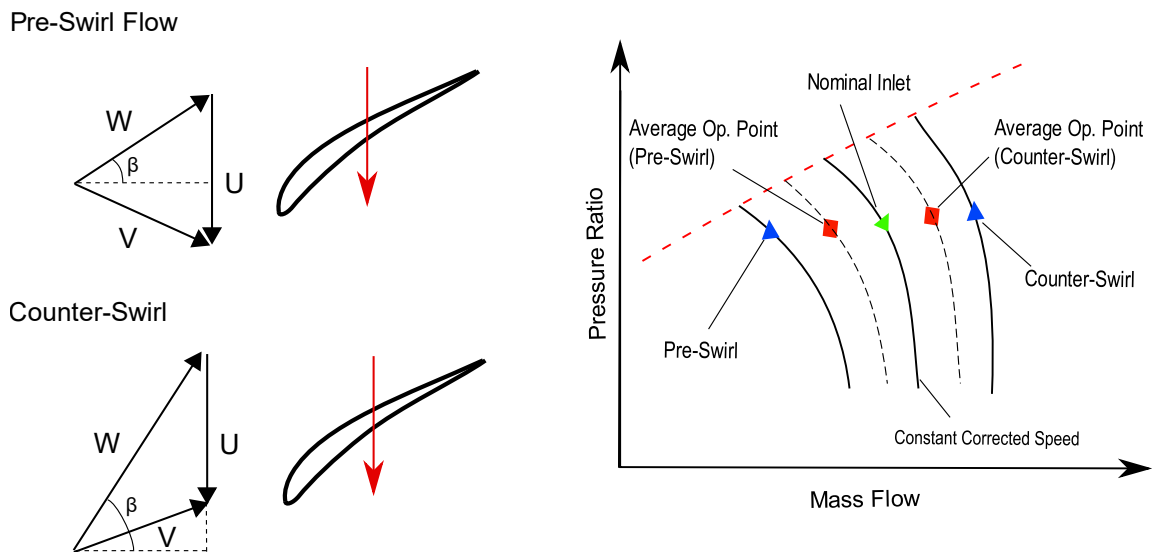 Pre-Swirl Flow
W
β
U
V
Counter-Swirl
W
U
β
V
Nominal Inlet
Average Op. Point
(Pre-Swirl)
Average Op. Point
(Counter-Swirl)
Pressure Ratio
Counter-Swirl
Pre-Swirl
Constant Corrected Speed
Mass Flow